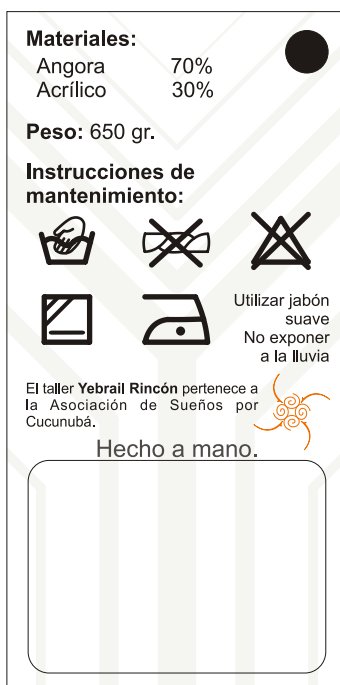 Materiales:
Angora 70%
Acrílico 30%
Peso: 650 gr.
Instrucciones de
mantenimiento:
Utilizar jabón
suave
No exponer
a la lluvia
El taller Yebrail Rincón pertenece a
la Asociación de Sueños por
Cucunubá.
Hecho a mano.